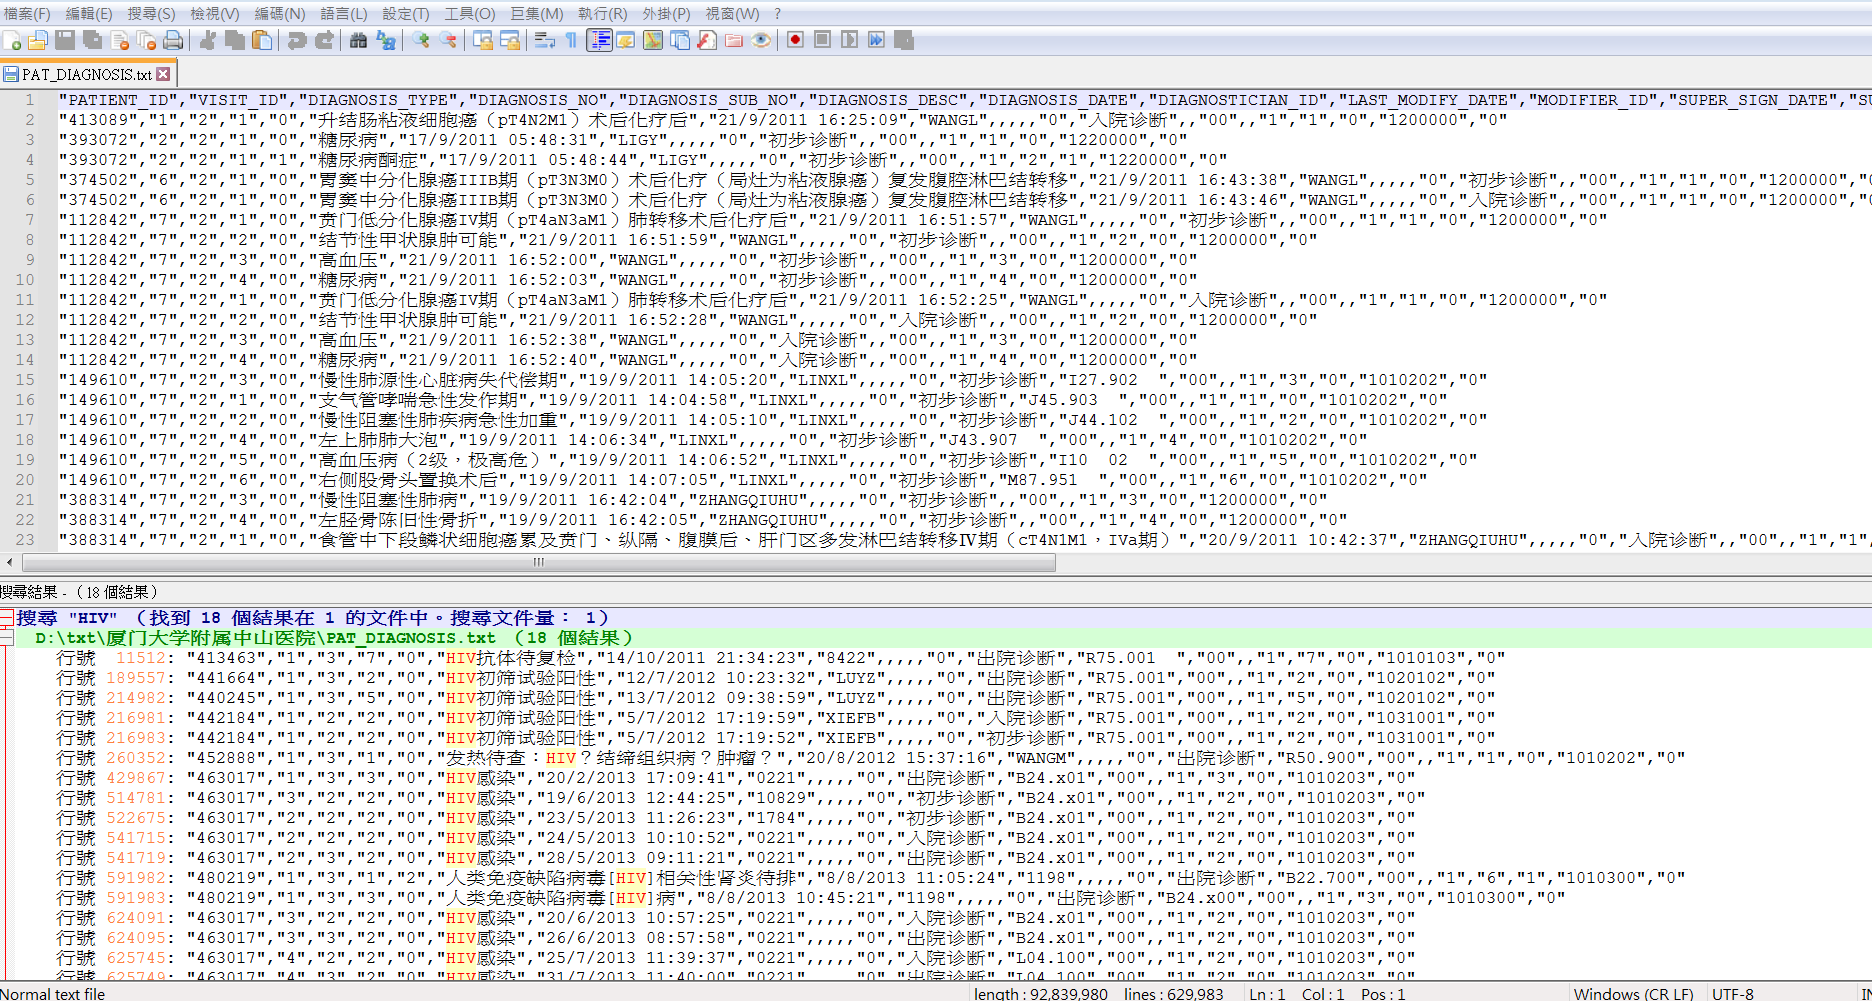 檔案(F) 編輯(E) 搜尋(S) 檢視(V) 編碼(N) 語言(L) 設定(T) 工具(O) 巨集(M) 執行(R) 外掛(P) 視窗(W) ?
PAT_DIAGNOSIS.txt
1 "PATIENT_ID","VISIT_ID","DIAGNOSIS_TYPE","DIAGNOSIS_NO","DIAGNOSIS_SUB_NO","DIAGNOSIS_DESC","DIAGNOSIS_DATE","DIAGNOSTICIAN_ID","LAST_MODIFY_DATE","MODIFIER_ID","SUPER_SIGN_DATE","SU
2 "413089","1","2","1","0","升结肠粘液细胞癌（pT4N2M1）术后化疗后","21/9/2011 16:25:09","WANGL",,,,,"0","入院诊断",,"00",,"1","1","0","1200000","0"
3 "393072","2","2","1","0","糖尿病","17/9/2011 05:48:31","LIGY",,,,,"0","初步诊断",,"00",,"1","1","0","1220000","0"
4 "393072","2","2","1","1","糖尿病酮症","17/9/2011 05:48:44","LIGY",,,,,"0","初步诊断",,"00",,"1","2","1","1220000","0"
5 "374502","6","2","1","0","胃窦中分化腺癌IIIB期（pT3N3M0）术后化疗（局灶为粘液腺癌）复发腹腔淋巴结转移","21/9/2011 16:43:38","WANGL",,,,,"0","初步诊断",,"00",,"1","1","0","1200000","0
6 "374502","6","2","1","0","胃窦中分化腺癌IIIB期（pT3N3M0）术后化疗（局灶为粘液腺癌）复发腹腔淋巴结转移","21/9/2011 16:43:46","WANGL",,,,,"0","入院诊断",,"00",,"1","1","0","1200000","0
7 "112842","7","2","1","0","贲门低分化腺癌IV期（pT4aN3aM1）肺转移术后化疗后","21/9/2011 16:51:57","WANGL",,,,,"0","初步诊断",,"00",,"1","1","0","1200000","0"
8 "112842","7","2","2","0","结节性甲状腺肿可能","21/9/2011 16:51:59","WANGL",,,,,"0","初步诊断",,"00",,"1","2","0","1200000","0"
9 "112842","7","2","3","0","高血压","21/9/2011 16:52:00","WANGL",,,,,"0","初步诊断",,"00",,"1","3","0","1200000","0"
10 "112842","7","2","4","0","糖尿病","21/9/2011 16:52:03","WANGL",,,,,"0","初步诊断",,"00",,"1","4","0","1200000","0"
11 "112842","7","2","1","0","贲门低分化腺癌IV期（pT4aN3aM1）肺转移术后化疗后","21/9/2011 16:52:25","WANGL",,,,,"0","入院诊断",,"00",,"1","1","0","1200000","0"
12 "112842","7","2","2","0","结节性甲状腺肿可能","21/9/2011 16:52:28","WANGL",,,,,"0","入院诊断",,"00",,"1","2","0","1200000","0"
13 "112842","7","2","3","0","高血压","21/9/2011 16:52:38","WANGL",,,,,"0","入院诊断",,"00",,"1","3","0","1200000","0"
14 "112842","7","2","4","0","糖尿病","21/9/2011 16:52:40","WANGL",,,,,"0","入院诊断",,"00",,"1","4","0","1200000","0"
15 "149610","7","2","3","0","慢性肺源性心脏病失代偿期","19/9/2011 14:05:20","LINXL",,,,,"0","初步诊断","I27.902  ","00",,"1","3","0","1010202","0"
16 "149610","7","2","1","0","支气管哮喘急性发作期","19/9/2011 14:04:58","LINXL",,,,,"0","初步诊断","J45.903  ","00",,"1","1","0","1010202","0"
17 "149610","7","2","2","0","慢性阻塞性肺疾病急性加重","19/9/2011 14:05:10","LINXL",,,,,"0","初步诊断","J44.102  ","00",,"1","2","0","1010202","0"
18 "149610","7","2","4","0","左上肺肺大泡","19/9/2011 14:06:34","LINXL",,,,,"0","初步诊断","J43.907  ","00",,"1","4","0","1010202","0"
19 "149610","7","2","5","0","高血压病（2级，极高危）","19/9/2011 14:06:52","LINXL",,,,,"0","初步诊断","I10  02  ","00",,"1","5","0","1010202","0"
20 "149610","7","2","6","0","右侧股骨头置换术后","19/9/2011 14:07:05","LINXL",,,,,"0","初步诊断","M87.951  ","00",,"1","6","0","1010202","0"
21 "388314","7","2","3","0","慢性阻塞性肺病","19/9/2011 16:42:04","ZHANGQIUHU",,,,,"0","初步诊断",,"00",,"1","3","0","1200000","0"
22 "388314","7","2","4","0","左胫骨陈旧性骨折","19/9/2011 16:42:05","ZHANGQIUHU",,,,,"0","初步诊断",,"00",,"1","4","0","1200000","0"
23 "388314","7","2","1","0","食管中下段鳞状细胞癌累及贲门、纵隔、腹膜后、肝门区多发淋巴结转移Ⅳ期（cT4N1M1，IVa期）","20/9/2011 10:42:37","ZHANGQIUHU",,,,,"0","入院诊断",,"00",,"1","1",
搜尋結果 - （18 個結果）
搜尋 "HIV" （找到 18 個結果在 1 的文件中。搜尋文件量： 1）
D:\txt\厦门大学附属中山医院\PAT_DIAGNOSIS.txt （18 個結果）
行號 11512: "413463","1","3","7","0","HIV抗体待复检","14/10/2011 21:34:23","8422",,,,,"0","出院诊断","R75.001  ","00",,"1","7","0","1010103","0"
行號 189557: "441664","1","3","2","0","HIV初筛试验阳性","12/7/2012 10:23:32","LUYZ",,,,,"0","出院诊断","R75.001","00",,"1","2","0","1020102","0"
行號 214982: "440245","1","3","5","0","HIV初筛试验阳性","13/7/2012 09:38:59","LUYZ",,,,,"0","出院诊断","R75.001","00",,"1","5","0","1020102","0"
行號 216981: "442184","1","2","2","0","HIV初筛试验阳性","5/7/2012 17:19:59","XIEFB",,,,,"0","入院诊断","R75.001","00",,"1","2","0","1031001","0"
行號 216983: "442184","1","2","2","0","HIV初筛试验阳性","5/7/2012 17:19:52","XIEFB",,,,,"0","初步诊断","R75.001","00",,"1","2","0","1031001","0"
行號 260352: "452888","1","3","1","0","发热待查：HIV？结缔组织病？肿瘤？","20/8/2012 15:37:16","WANGM",,,,,"0","出院诊断","R50.900","00",,"1","1","0","1010202","0"
行號 429867: "463017","1","3","3","0","HIV感染","20/2/2013 17:09:41","0221",,,,,"0","出院诊断","B24.x01","00",,"1","3","0","1010203","0"
行號 514781: "463017","3","2","2","0","HIV感染","19/6/2013 12:44:25","10829",,,,,"0","初步诊断","B24.x01","00",,"1","2","0","1010203","0"
行號 522675: "463017","2","2","2","0","HIV感染","23/5/2013 11:26:23","1784",,,,,"0","初步诊断","B24.x01","00",,"1","2","0","1010203","0"
行號 541715: "463017","2","2","2","0","HIV感染","24/5/2013 10:10:52","0221",,,,,"0","入院诊断","B24.x01","00",,"1","2","0","1010203","0"
行號 541719: "463017","2","3","2","0","HIV感染","28/5/2013 09:11:21","0221",,,,,"0","出院诊断","B24.x01","00",,"1","2","0","1010203","0"
行號 591982: "480219","1","3","1","2","人类免疫缺陷病毒[HIV]相关性肾炎待排","8/8/2013 11:05:24","1198",,,,,"0","出院诊断","B22.700","00",,"1","6","1","1010300","0"
行號 591983: "480219","1","3","3","0","人类免疫缺陷病毒[HIV]病","8/8/2013 10:45:21","1198",,,,,"0","出院诊断","B24.x00","00",,"1","3","0","1010300","0"
行號 624091: "463017","3","2","2","0","HIV感染","20/6/2013 10:57:25","0221",,,,,"0","入院诊断","B24.x01","00",,"1","2","0","1010203","0"
行號 624095: "463017","3","3","2","0","HIV感染","26/6/2013 08:57:58","0221",,,,,"0","出院诊断","B24.x01","00",,"1","2","0","1010203","0"
行號 625745: "463017","4","2","2","0","HIV感染","25/7/2013 11:39:37","0221",,,,,"0","入院诊断","L04.100","00",,"1","2","0","1010203","0"
行號 625749: "463017","4","3","2","0","HIV感染","31/7/2013 11:40:00","0221",,,,,"0","出院诊断","L04.100","00",,"1","2","0","1010203","0"
Normal text file length : 92,839,980 lines : 629,983 Ln : 1 Col : 1 Pos : 1 Windows (CR LF) UTF-8 IN